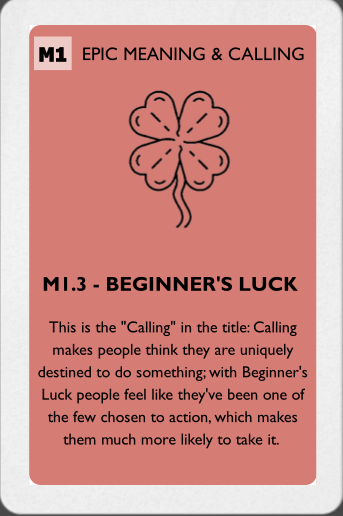 M1 EPIC MEANING & CALLING
M1.3 - BEGINNER'S LUCK
This is the "Calling" in the title: Calling
makes people think they are uniquely
destined to do something; with Beginner's
Luck people feel like they've been one of
the few chosen to action, which makes
them much more likely to take it.